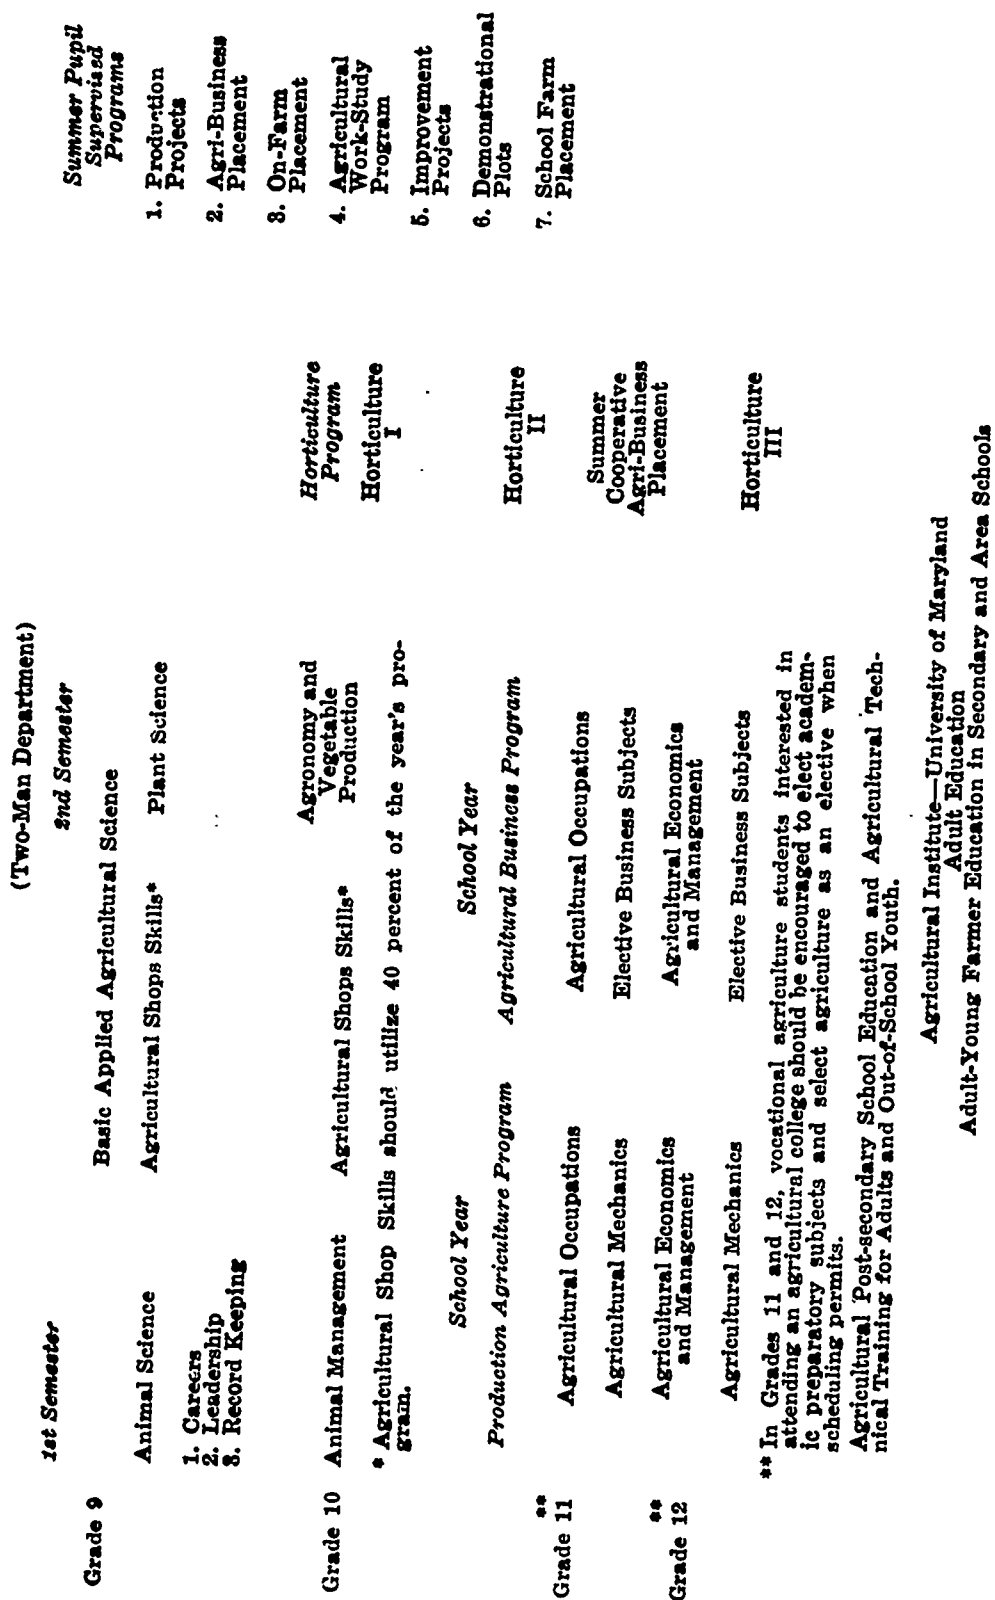 (Two-Man Department)
1st Semester 2nd Semester Summer Pupil
Supervised
Programs
Grade 9 Basic Applied Agricultural Science
Animal Science Agricultural Shops Skills* Plant Science
1. Careers
2. Leadership
3. Record Keeping
1. Production
Projects
2. Agri-Business
Placement
3. On-Farm
Placement
4. Agricultural
Work-Study
Program
5. Improvement
Projects
6. Demonstrational
Plots
7. School Farm
Placement
Horticulture
Program
Grade 10 Animal Management Agricultural Shops Skills* Agronomy and
Vegetable
Production
Horticulture
I
* Agricultural Shop Skills should utilize 40 percent of the year's pro-
gram.
School Year School Year
Production Agriculture Program Agricultural Business Program
**
Grade 11 Agricultural Occupations Agricultural Occupations Horticulture
II
Agricultural Mechanics Elective Business Subjects
Summer
Cooperative
Agri-Business
Placement
**
Grade 12 Agricultural Economics
and Management
Agricultural Economics
and Management
Agricultural Mechanics Elective Business Subjects Horticulture
III
** In Grades 11 and 12, vocational agriculture students interested in
attending an agricultural college should be encouraged to elect academ-
ic preparatory subjects and select agriculture as an elective when
scheduling permits.
Agricultural Post-secondary School Education and Agricultural Tech-
nical Training for Adults and Out-of-School Youth.
Agricultural Institute—University of Maryland
Adult Education
Adult-Young Farmer Education in Secondary and Area Schools